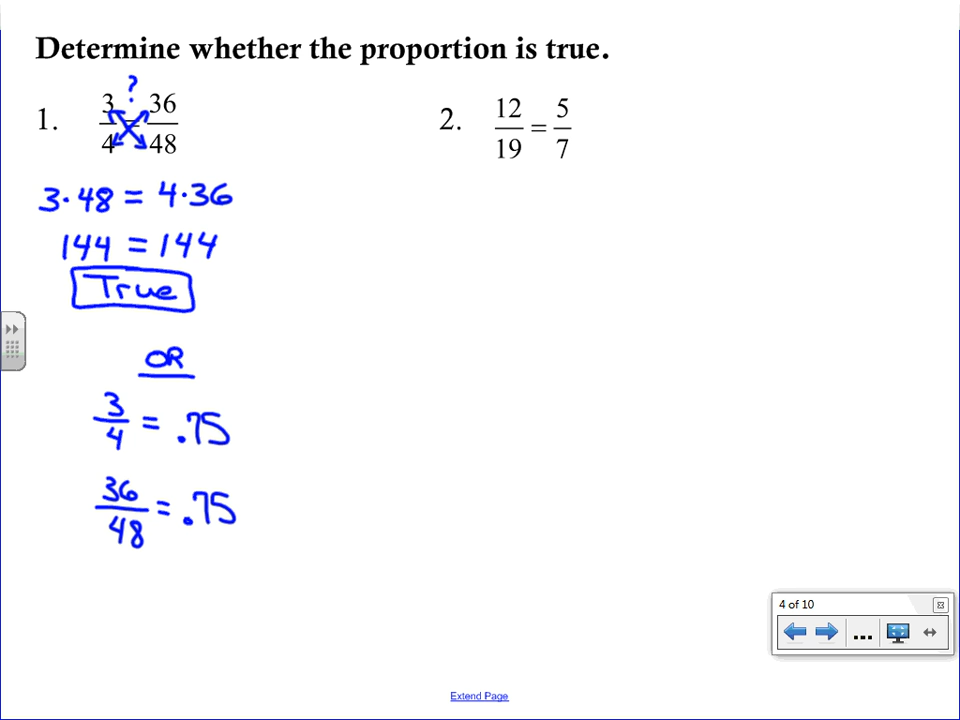 Determine whether the proportion is true.
?
1. 3/4 = 36/48
3·48 = 4·36
144 = 144
True
OR
3/4 = .75
36/48 = .75
2. 12/19 = 5/7
4 of 10
...
Extend Page